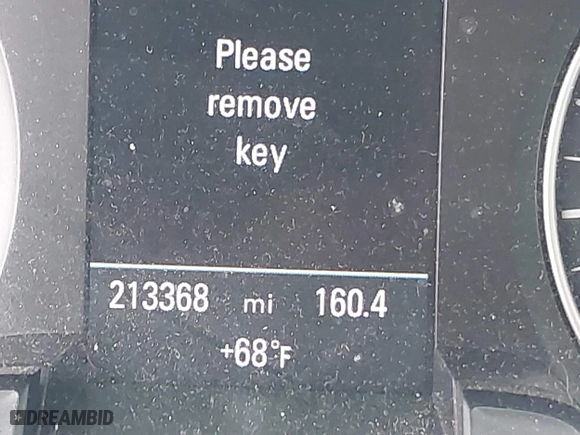 Please
remove
key
213368 mi 160.4
+68°F
DREAMBID